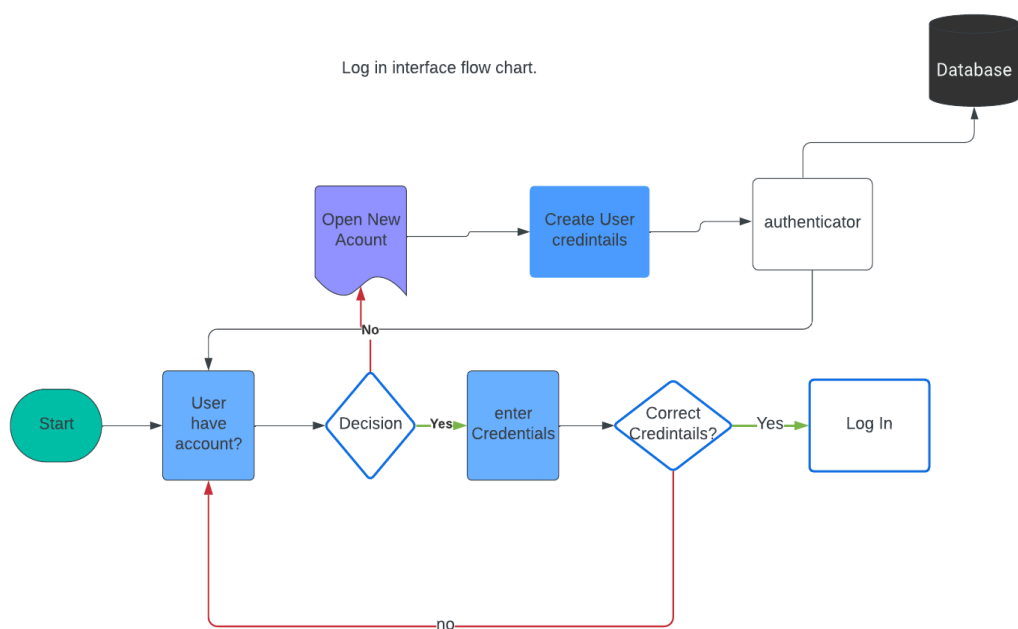 Log in interface flow chart.
Database
Open New
Acount
Create User
credintails
authenticator
No
Start
User
have
account?
Decision
Yes
enter
Credentials
Correct
Credintails?
Yes
Log In
no